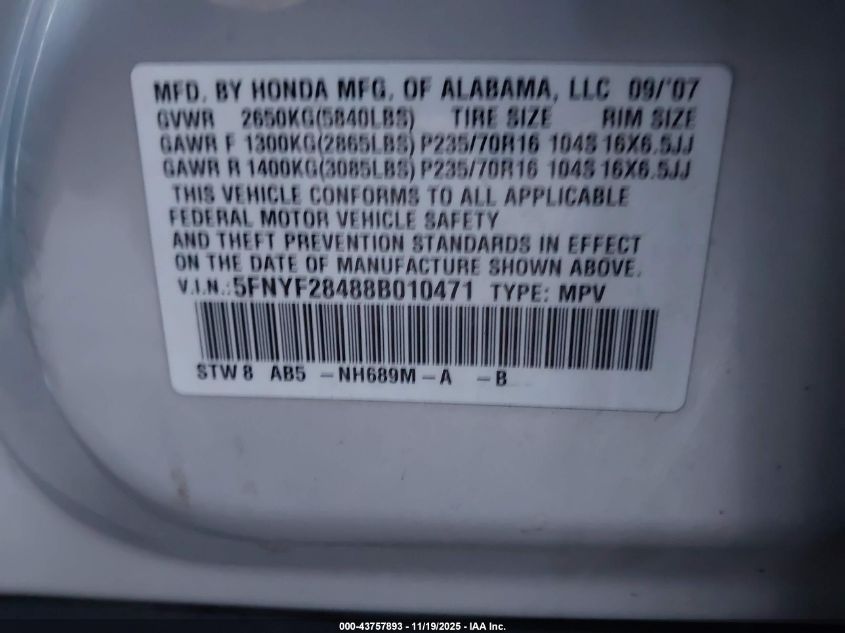 MFD. BY HONDA MFG. OF ALABAMA, LLC 09/'07
GVWR 2650KG(5840LBS) TIRE SIZE RIM SIZE
GAWR F 1300KG(2865LBS) P235/70R16 104S 16X6.5JJ
GAWR R 1400KG(3085LBS) P235/70R16 104S 16X6.5JJ
THIS VEHICLE CONFORMS TO ALL APPLICABLE
FEDERAL MOTOR VEHICLE SAFETY
AND THEFT PREVENTION STANDARDS IN EFFECT
ON THE DATE OF MANUFACTURE SHOWN ABOVE.
V.I.N.:5FNYF28488B010471 TYPE: MPV
STW8 AB5 -NH689M-A -B
000-43757893 - 11/19/2025 - IAA Inc.